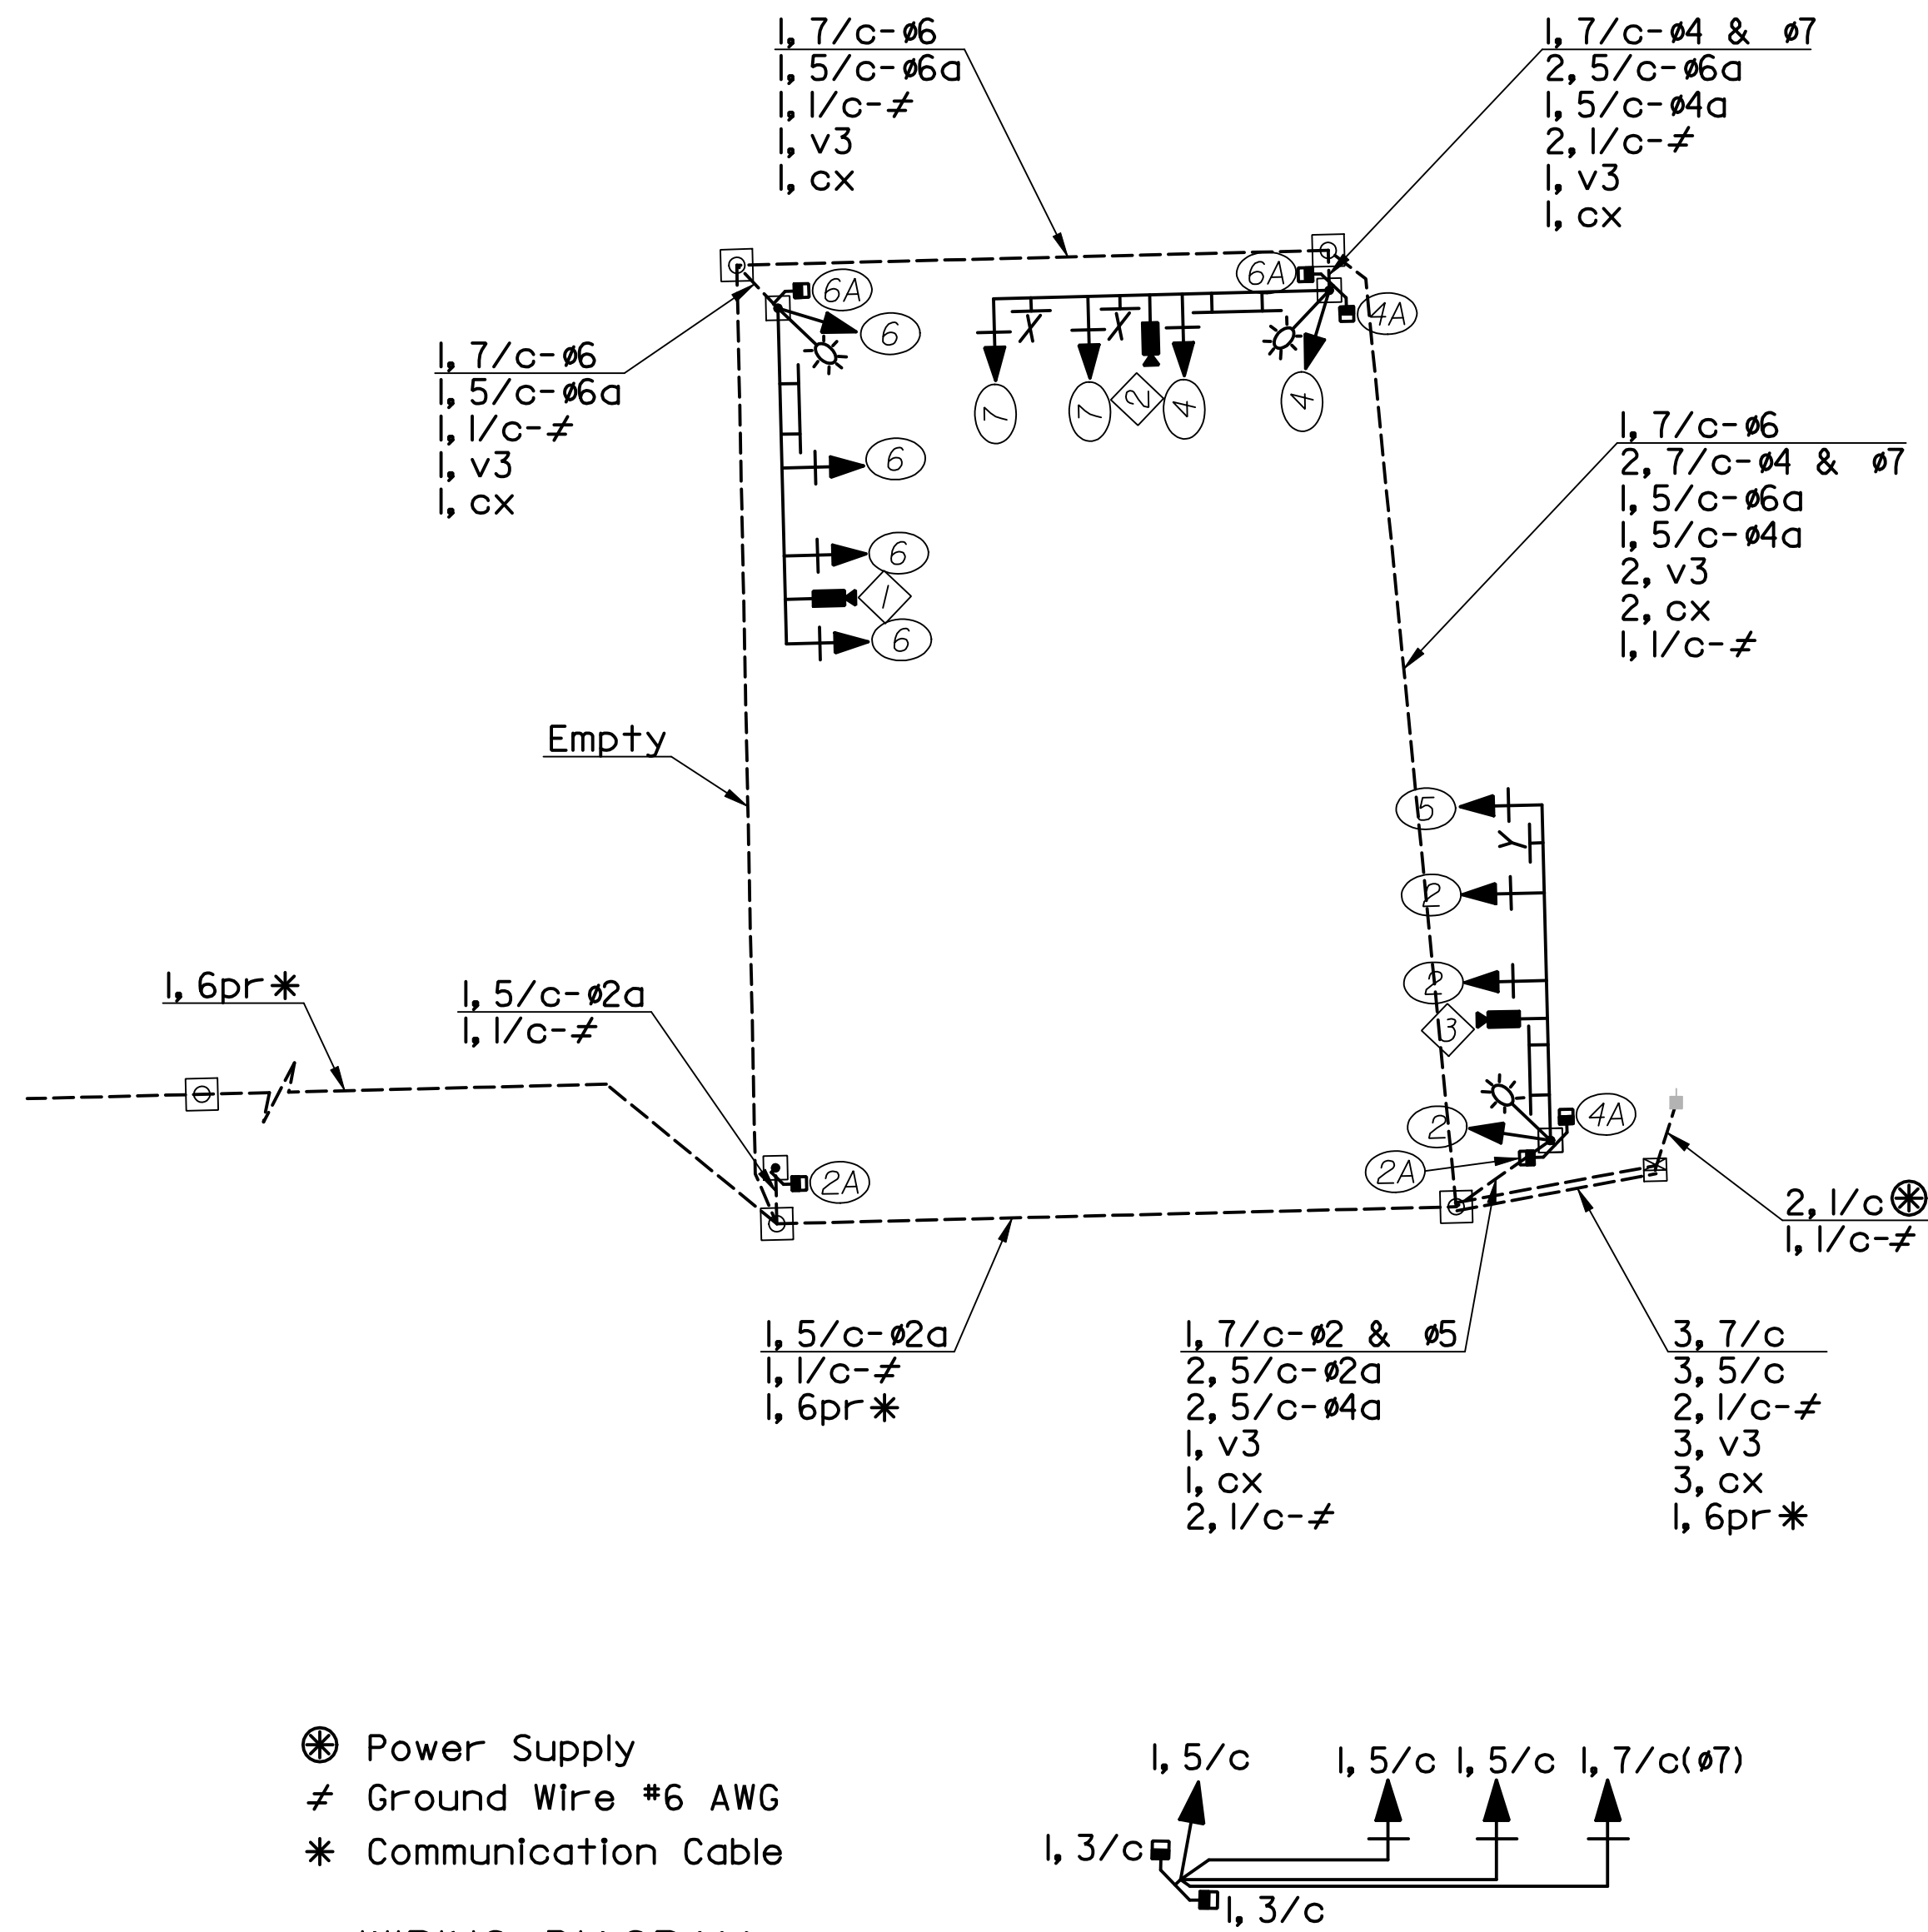 1, 7/c-ø6
1, 5/c-ø6a
1, 1/c-≠
1, v3
1, cx
1, 7/c-ø4 & ø7
2, 5/c-ø6a
1, 5/c-ø4a
2, 1/c-≠
1, v3
1, cx
6A
6
6A
4A
7
7
2
4
4
1, 7/c-ø6
1, 5/c-ø6a
1, 1/c-≠
1, v3
1, cx
6
6
1
6
1, 7/c-ø6
2, 7/c-ø4 & ø7
1, 5/c-ø6a
1, 5/c-ø4a
2, v3
2, cx
1, 1/c-≠
Empty
5
2
2
3
2
4A
2A
1, 6pr*
1, 5/c-ø2a
1, 1/c-≠
2A
2, 1/c ⊛
1, 1/c-≠
1, 5/c-ø2a
1, 1/c-≠
1, 6pr*
1, 7/c-ø2 & ø5
2, 5/c-ø2a
2, 5/c-ø4a
1, v3
1, cx
2, 1/c-≠
3, 7/c
3, 5/c
2, 1/c-≠
3, v3
3, cx
1, 6pr*
⊛ Power Supply
≠ Ground Wire #6 AWG
* Communication Cable
1, 5/c
1, 5/c
1, 5/c
1, 7/c(ø7)
1, 3/c
1, 3/c